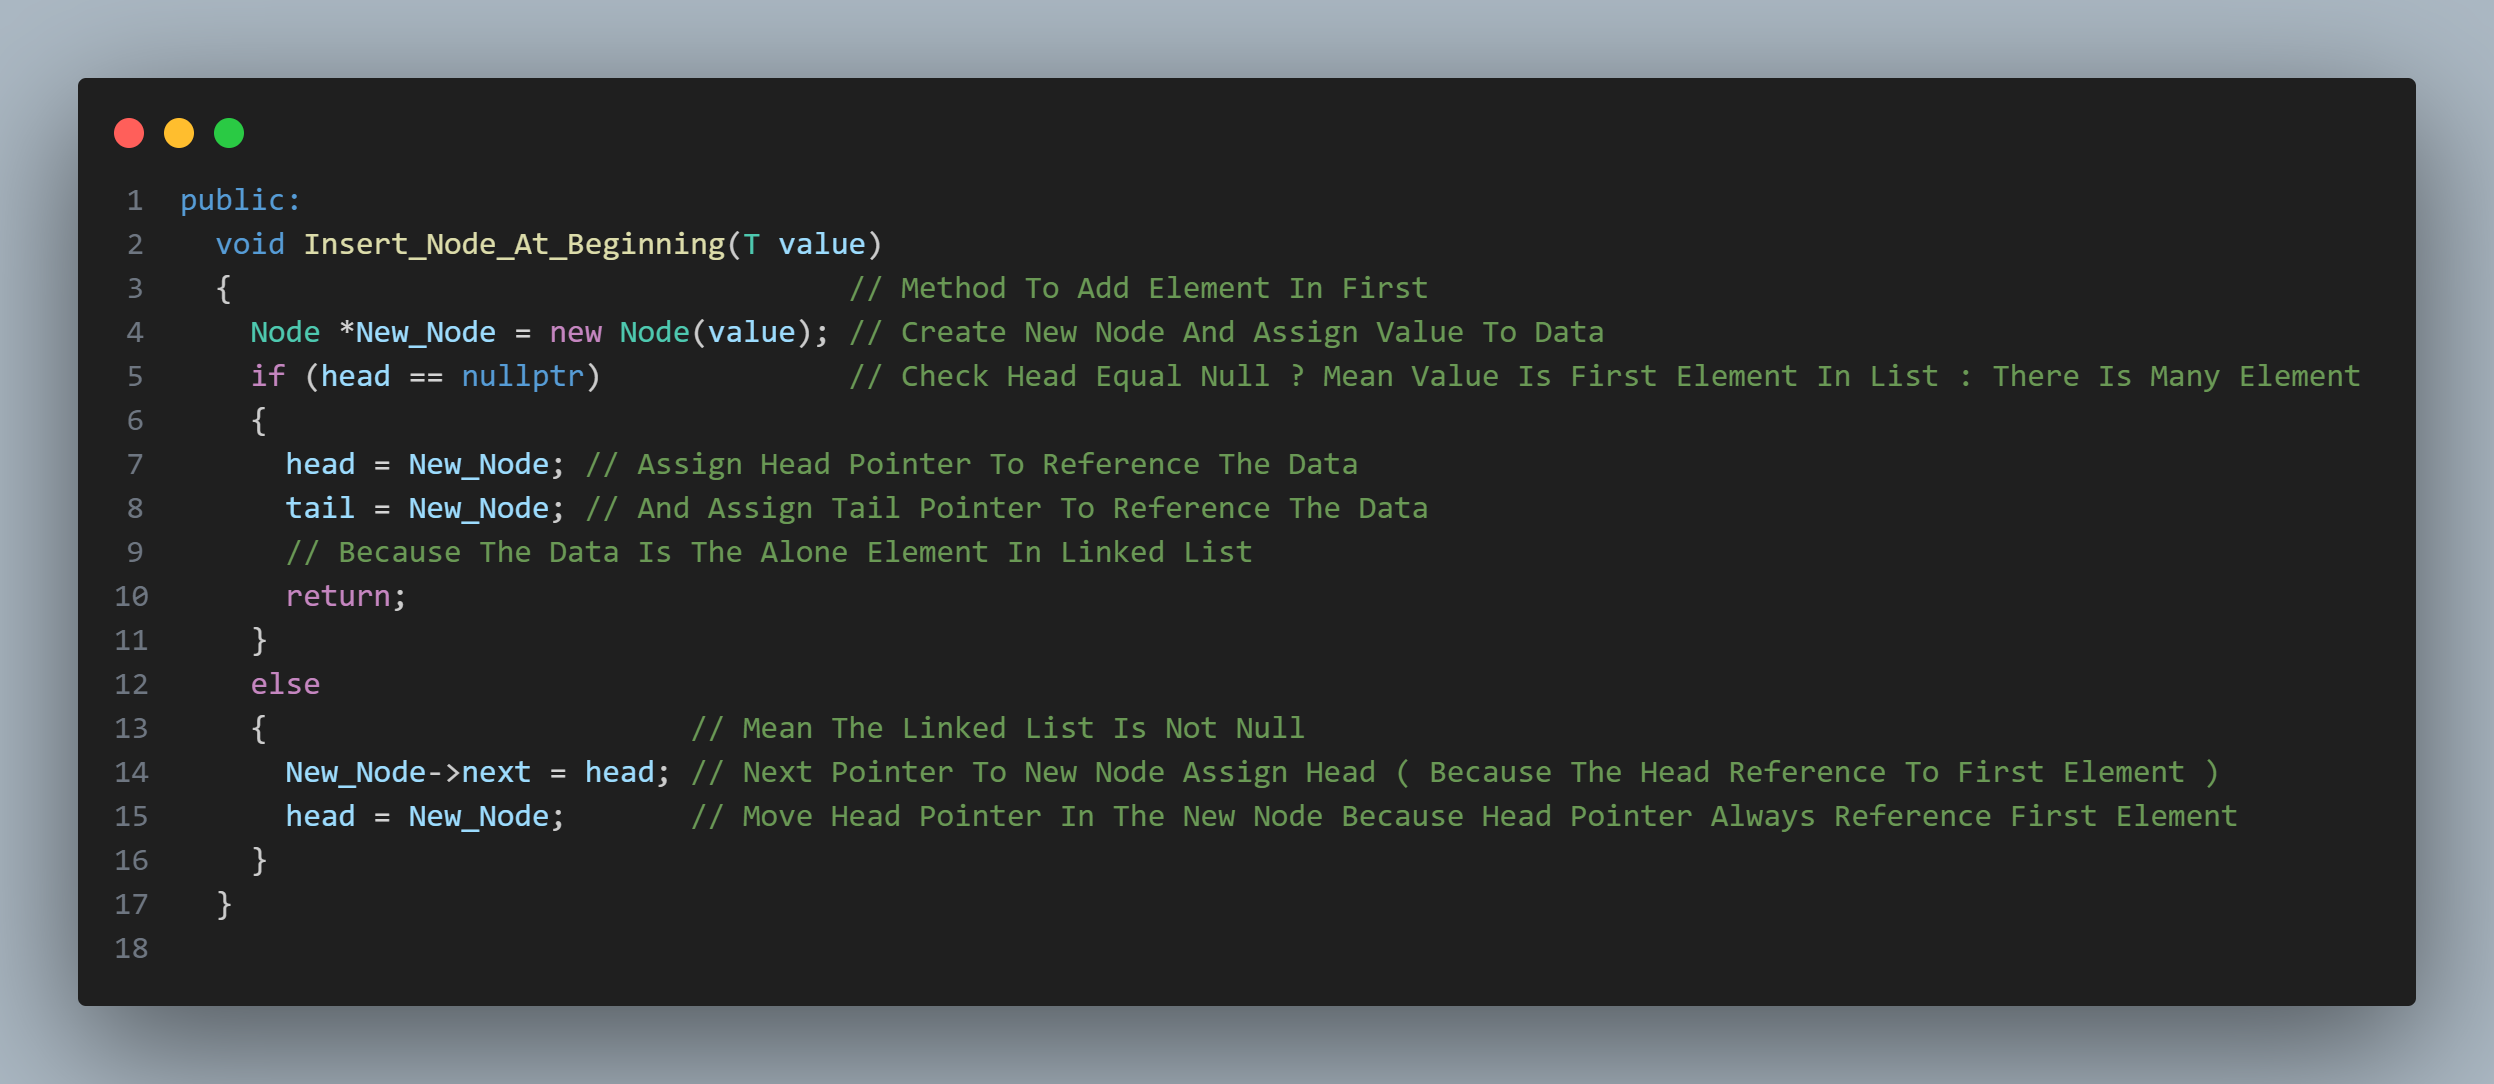 1 public:
2   void Insert_Node_At_Beginning(T value)
3   {                                   // Method To Add Element In First
4     Node *New_Node = new Node(value); // Create New Node And Assign Value To Data
5     if (head == nullptr)              // Check Head Equal Null ? Mean Value Is First Element In List : There Is Many Element
6     {
7       head = New_Node; // Assign Head Pointer To Reference The Data
8       tail = New_Node; // And Assign Tail Pointer To Reference The Data
9       // Because The Data Is The Alone Element In Linked List
10       return;
11     }
12     else
13     {                        // Mean The Linked List Is Not Null
14       New_Node->next = head; // Next Pointer To New Node Assign Head ( Because The Head Reference To First Element )
15       head = New_Node;       // Move Head Pointer In The New Node Because Head Pointer Always Reference First Element
16     }
17   }
18